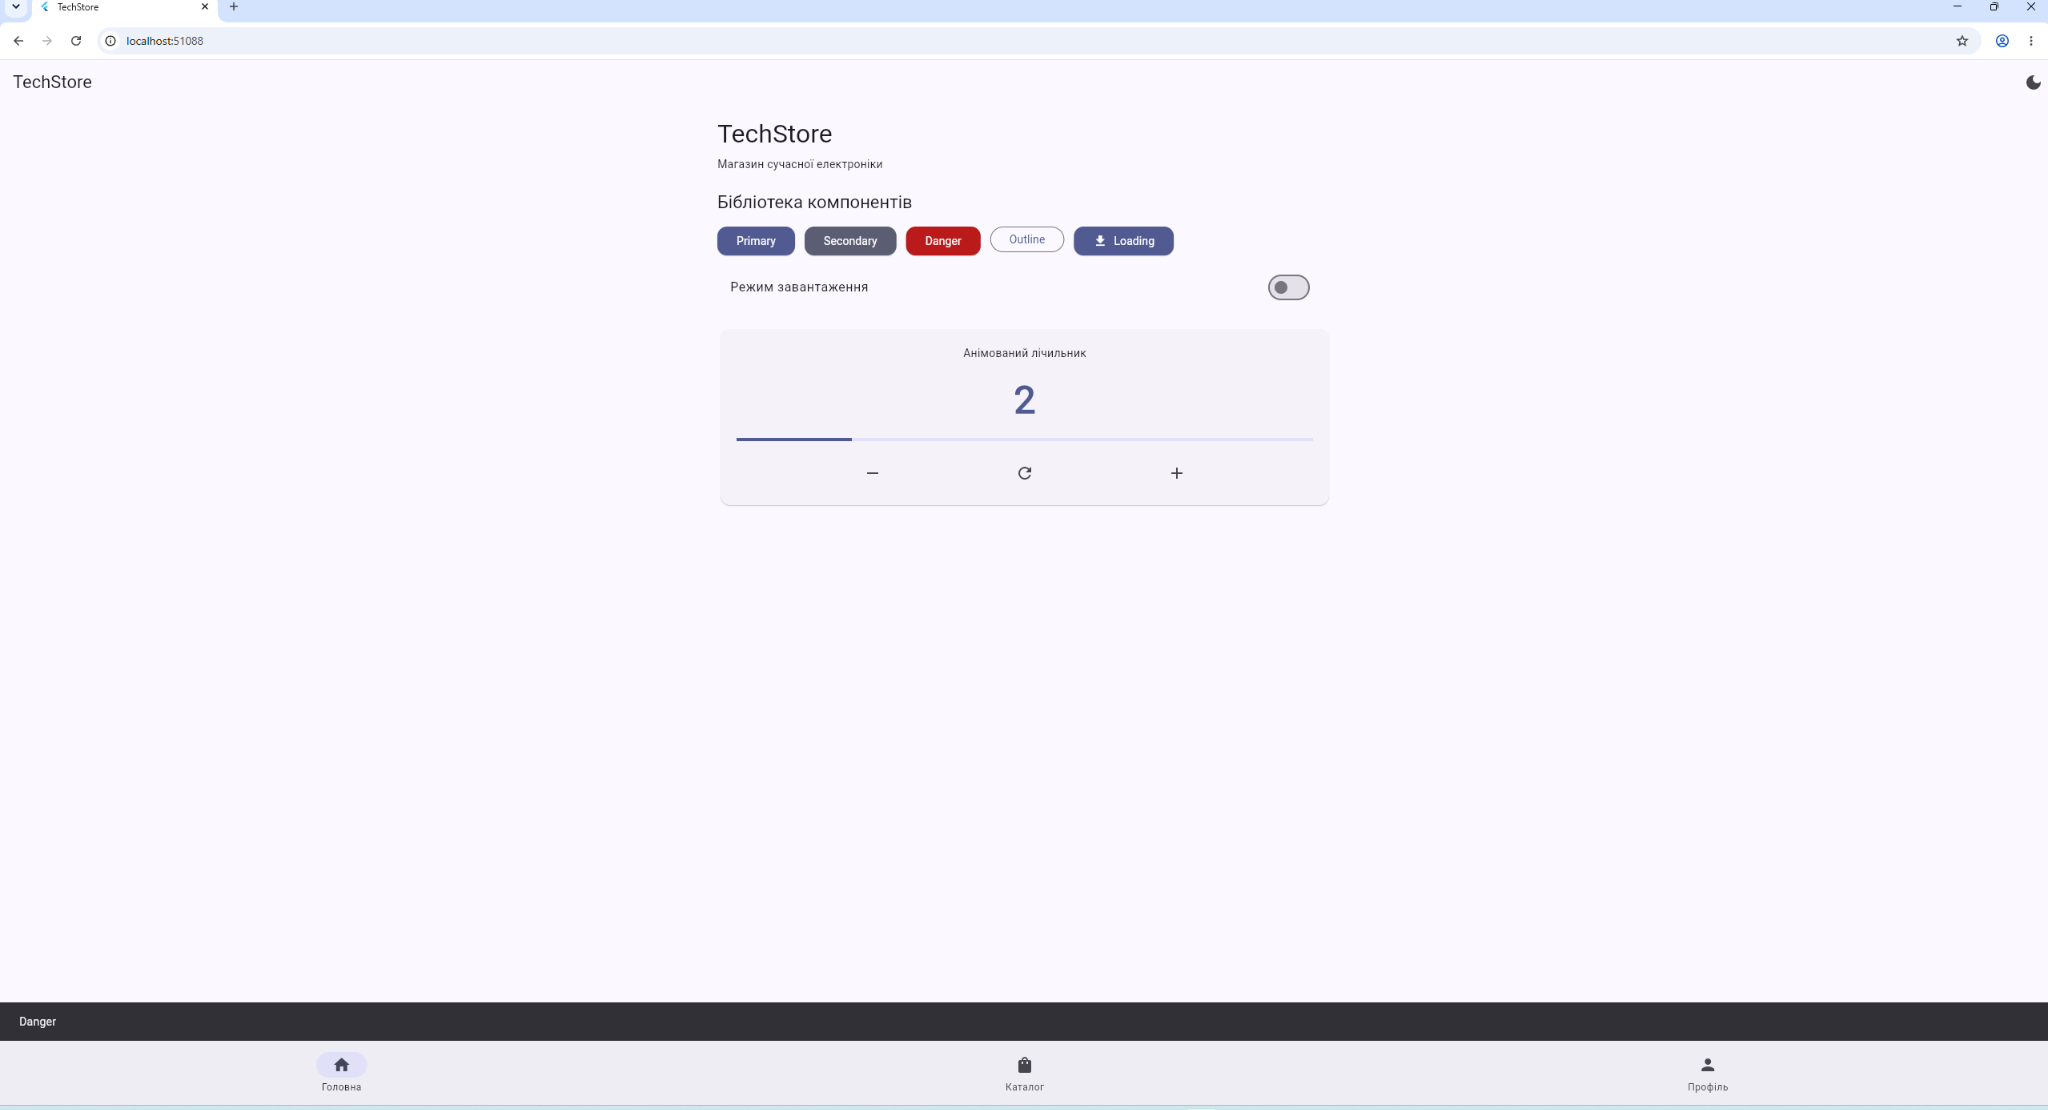 TechStore
localhost:51088
TechStore
TechStore
Магазин сучасної електроніки
Бібліотека компонентів
Primary
Secondary
Danger
Outline
Loading
Режим завантаження
Анімований лічильник
2
Danger
Головна
Каталог
Профіль